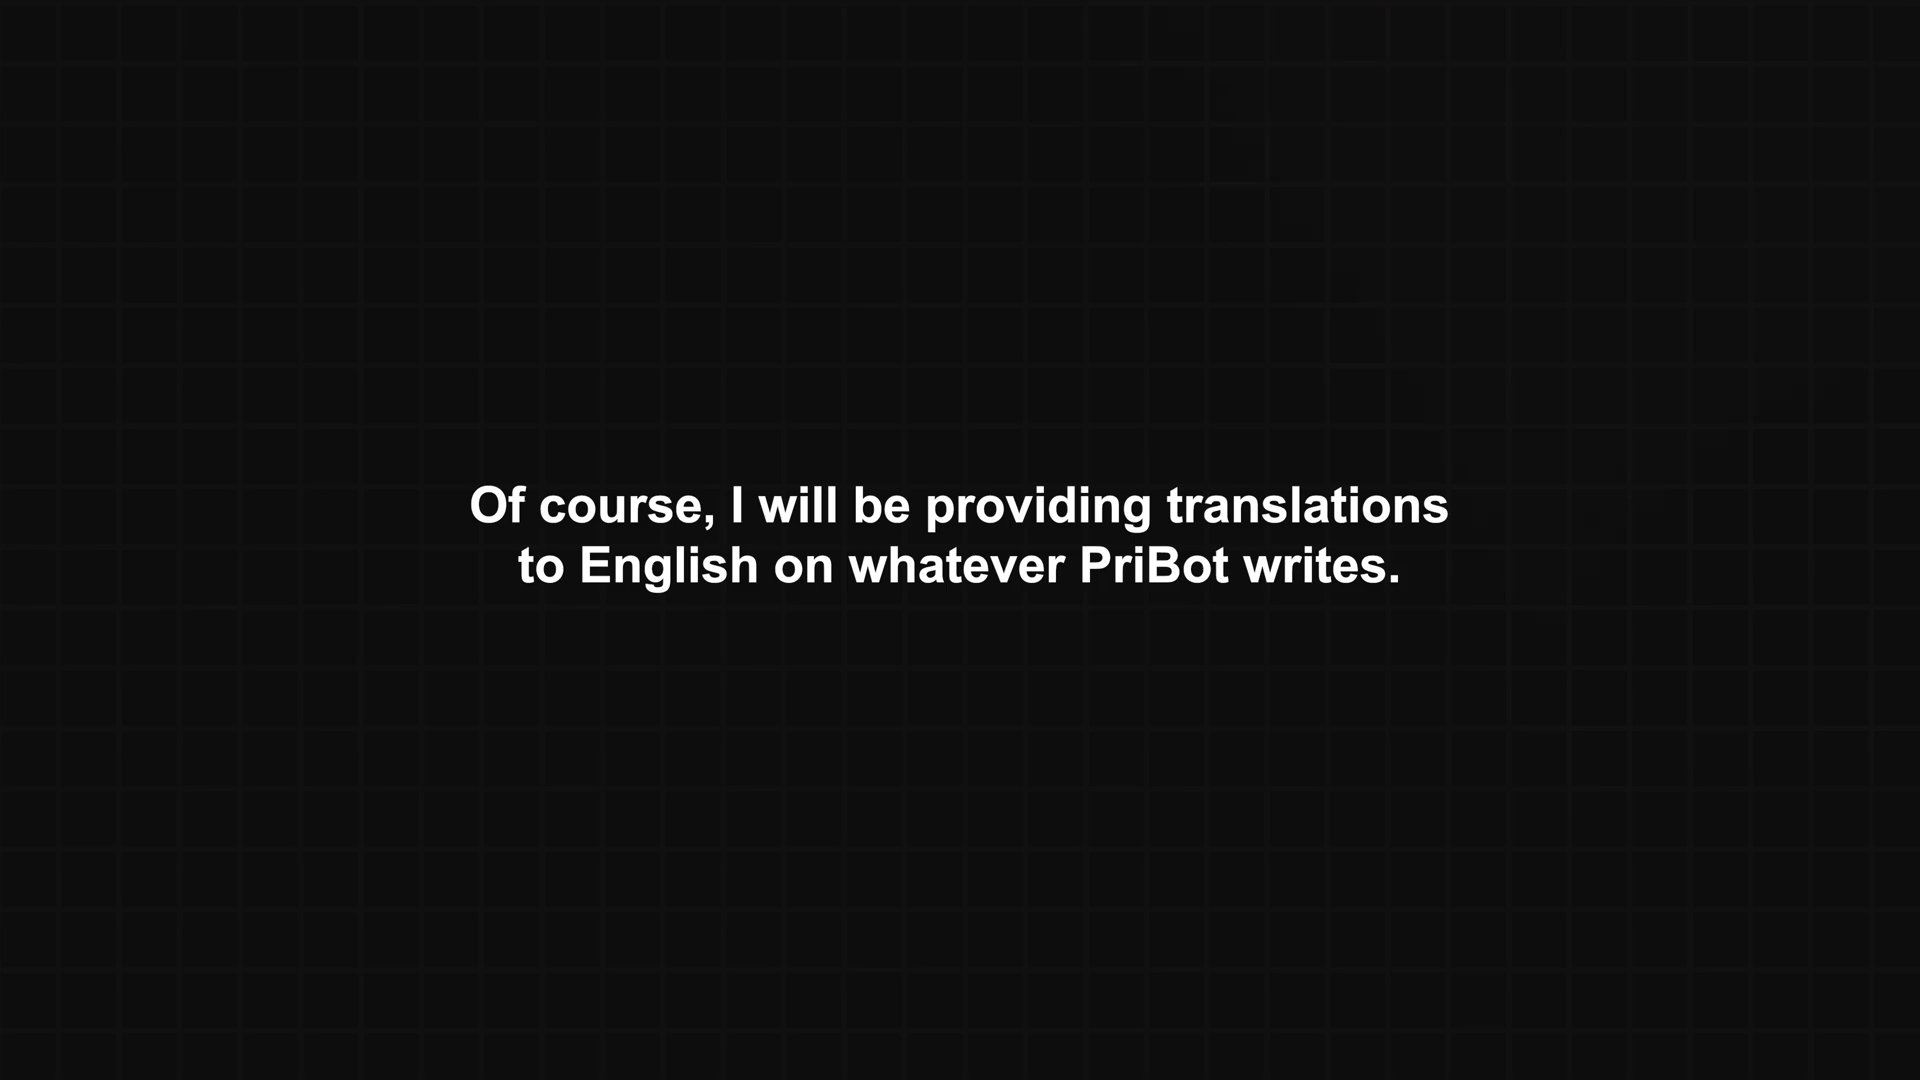 Of course, I will be providing translations
to English on whatever PriBot writes.